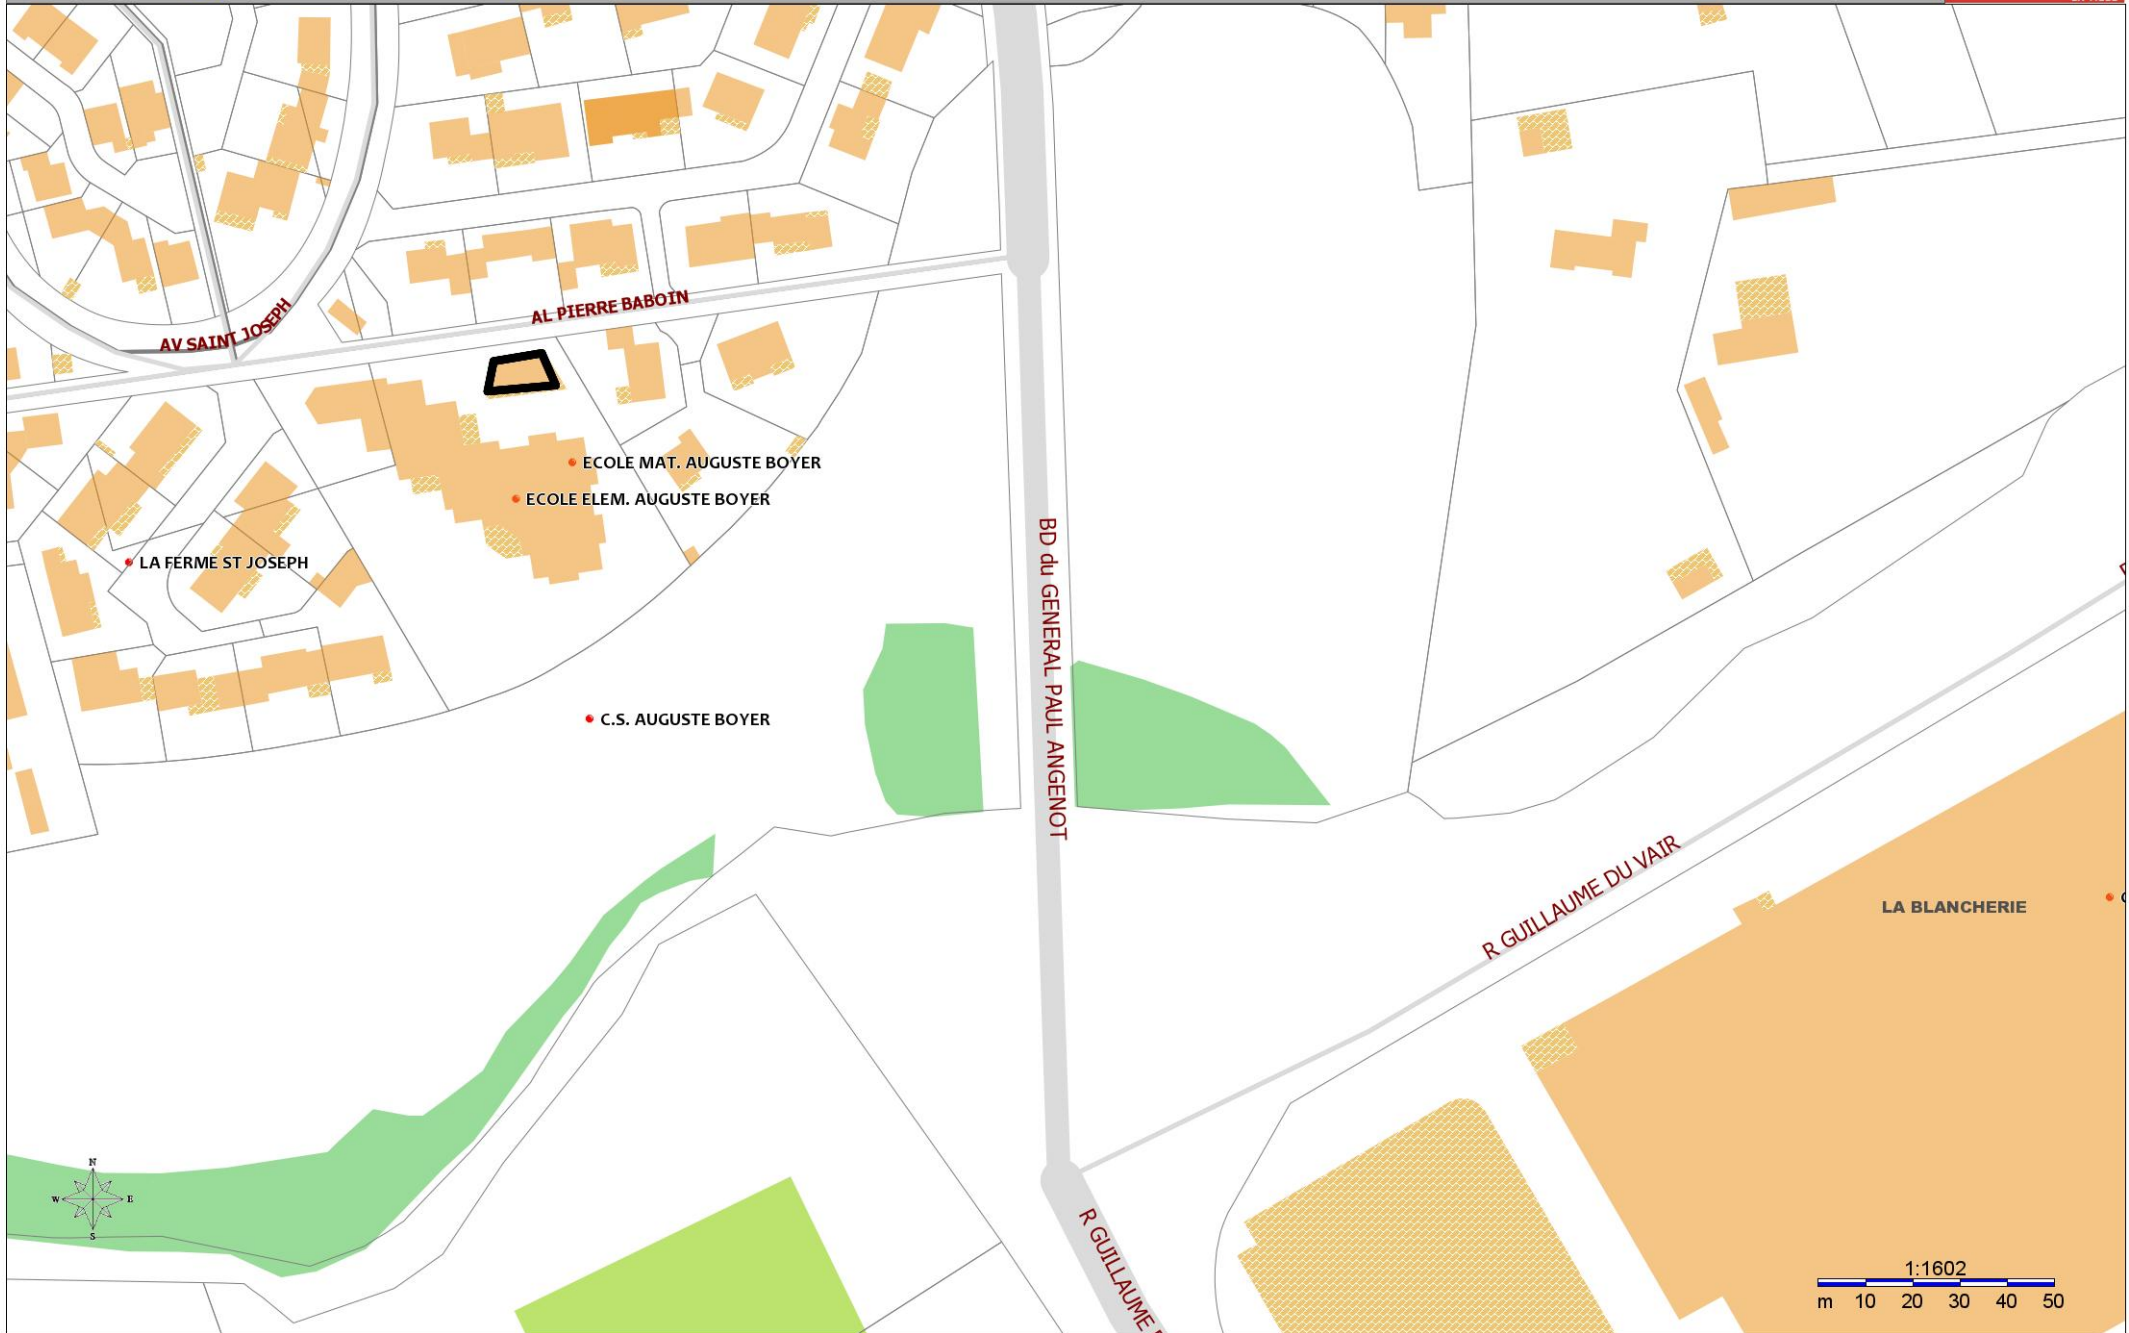 AL PIERRE BABOIN
AV SAINT JOSEPH
ECOLE MAT. AUGUSTE BOYER
ECOLE ELEM. AUGUSTE BOYER
LA FERME ST JOSEPH
BD du GENERAL PAUL ANGENOT
C.S. AUGUSTE BOYER
R GUILLAUME DU VAIR
LA BLANCHERIE
N
W E
S
R GUILLAUME
1:1602
m 10 20 30 40 50